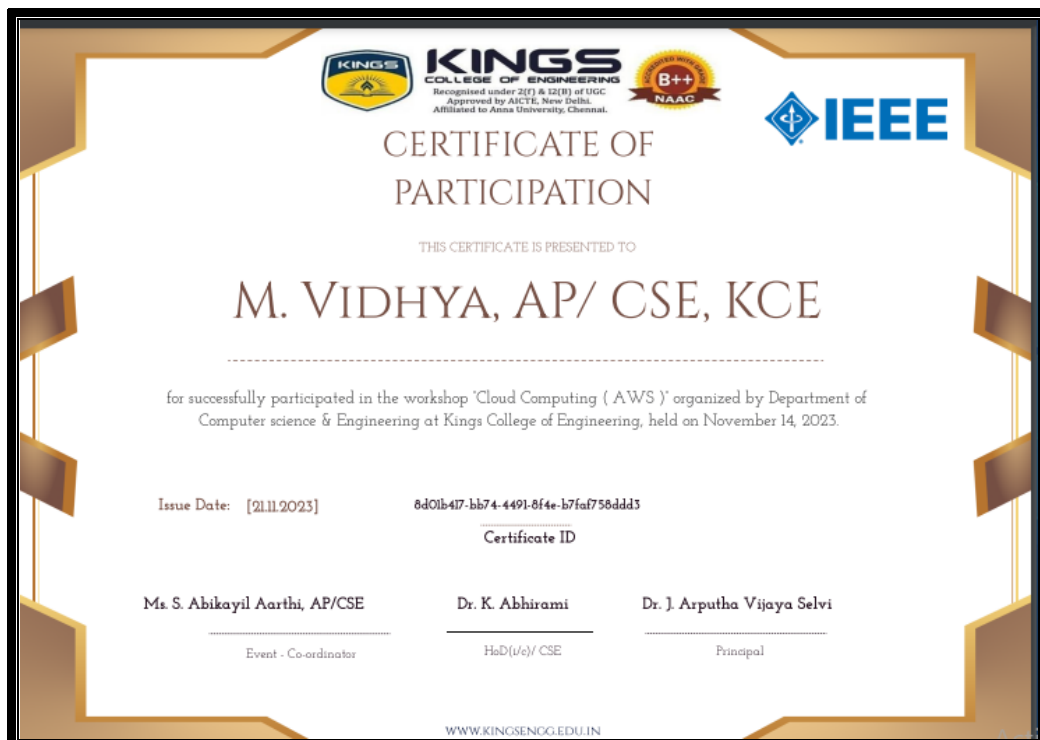 KINGS
KINGS
COLLEGE OF ENGINEERING
Recognised under 2(f) & 12(B) of UGC
Approved by AICTE, New Delhi.
Affiliated to Anna University, Chennai.
ACCREDITED WITH GRADE
B++
NAAC
IEEE
CERTIFICATE OF
PARTICIPATION
THIS CERTIFICATE IS PRESENTED TO
M. VIDHYA, AP/ CSE, KCE
for successfully participated in the workshop "Cloud Computing ( AWS )" organized by Department of
Computer science & Engineering at Kings College of Engineering, held on November 14, 2023.
Issue Date: [21.11.2023]
8d01b417-bb74-4491-8f4e-b7faf758ddd3
Certificate ID
Ms. S. Abikayil Aarthi, AP/CSE
Dr. K. Abhirami
Dr. J. Arputha Vijaya Selvi
Event - Co-ordinator
HoD(i/c)/ CSE
Principal
WWW.KINGSENGG.EDU.IN